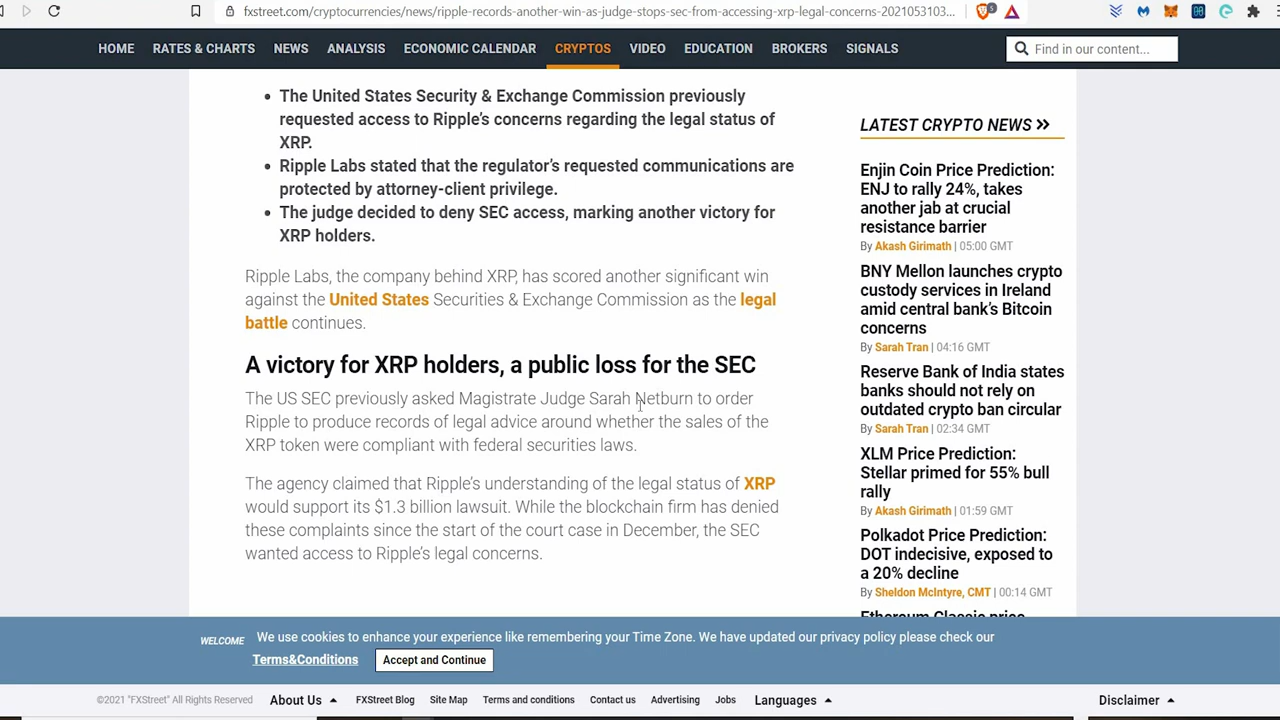 fxstreet.com/cryptocurrencies/news/ripple-records-another-win-as-judge-stops-sec-from-accessing-xrp-legal-concerns-2021053103...
HOME RATES & CHARTS NEWS ANALYSIS ECONOMIC CALENDAR CRYPTOS VIDEO EDUCATION BROKERS SIGNALS Find in our content...
The United States Security & Exchange Commission previously
requested access to Ripple's concerns regarding the legal status of
XRP.
Ripple Labs stated that the regulator's requested communications are
protected by attorney-client privilege.
The judge decided to deny SEC access, marking another victory for
XRP holders.
Ripple Labs, the company behind XRP, has scored another significant win
against the United States Securities & Exchange Commission as the legal
battle continues.
A victory for XRP holders, a public loss for the SEC
The US SEC previously asked Magistrate Judge Sarah Netburn to order
Ripple to produce records of legal advice around whether the sales of the
XRP token were compliant with federal securities laws.
The agency claimed that Ripple's understanding of the legal status of XRP
would support its $1.3 billion lawsuit. While the blockchain firm has denied
these complaints since the start of the court case in December, the SEC
wanted access to Ripple's legal concerns.
LATEST CRYPTO NEWS
Enjin Coin Price Prediction:
ENJ to rally 24%, takes
another jab at crucial
resistance barrier
By Akash Girimath | 05:00 GMT
BNY Mellon launches crypto
custody services in Ireland
amid central bank's Bitcoin
concerns
By Sarah Tran | 04:16 GMT
Reserve Bank of India states
banks should not rely on
outdated crypto ban circular
By Sarah Tran | 02:34 GMT
XLM Price Prediction:
Stellar primed for 55% bull
rally
By Akash Girimath | 01:59 GMT
Polkadot Price Prediction:
DOT indecisive, exposed to
a 20% decline
By Sheldon McIntyre, CMT | 00:14 GMT
Ethereum Classic price
WELCOME We use cookies to enhance your experience like remembering your Time Zone. We have updated our privacy policy please check our
Terms&Conditions Accept and Continue
©2021 "FXStreet" All Rights Reserved About Us FXStreet Blog Site Map Terms and conditions Contact us Advertising Jobs Languages Disclaimer